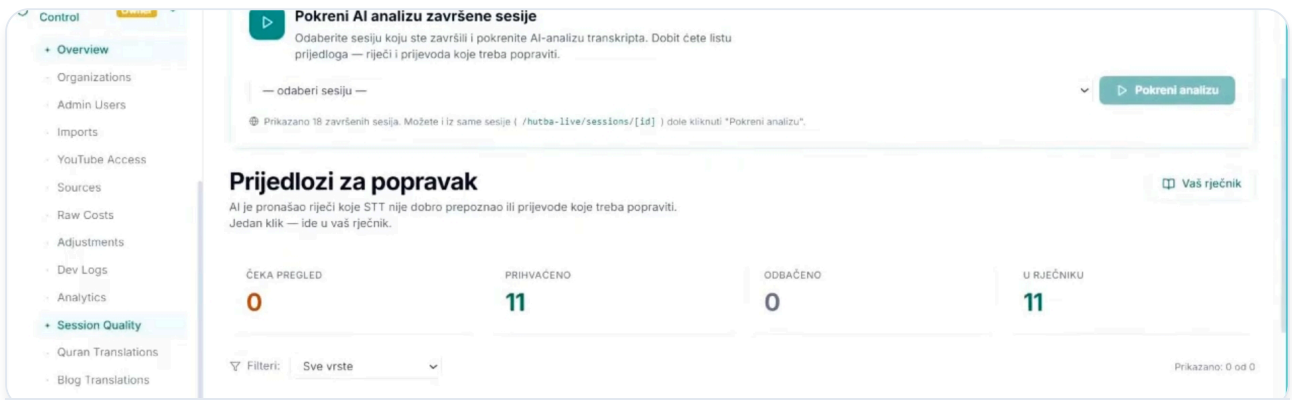 Control
Overview
Organizations
Admin Users
Imports
YouTube Access
Sources
Raw Costs
Adjustments
Dev Logs
Analytics
Session Quality
Quran Translations
Blog Translations
Pokreni AI analizu završene sesije
Odaberite sesiju koju ste završili i pokrenite AI-analizu transkripta. Dobit ćete listu
prijedloga — riječi i prijevoda koje treba popraviti.
— odaberi sesiju —
Pokreni analizu
Prikazano 18 završenih sesija. Možete i iz same sesije ( /hutba-live/sessions/[id] ) dole kliknuti "Pokreni analizu".
Prijedlozi za popravak
Vaš rječnik
AI je pronašao riječi koje STT nije dobro prepoznao ili prijevode koje treba popraviti.
Jedan klik — ide u vaš rječnik.
ČEKA PREGLED
0
PRIHVAĆENO
11
ODBAČENO
0
U RJEČNIKU
11
Filteri:
Sve vrste
Prikazano: 0 od 0